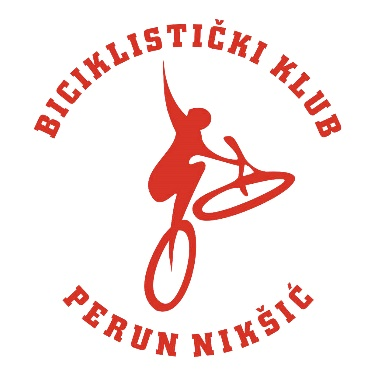 BICIKLISTIČKI KLUB
PERUN NIKŠIĆ